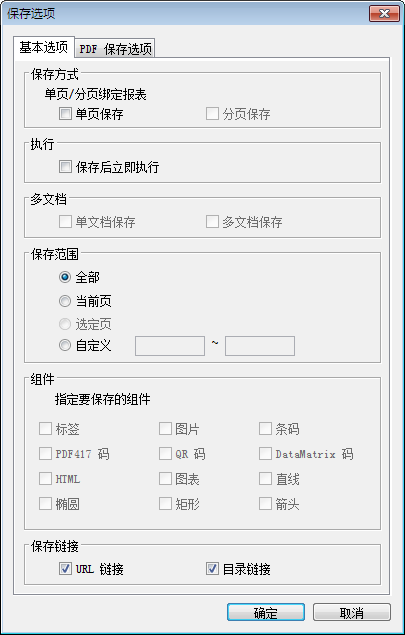 保存选项
基本选项 PDF 保存选项
保存方式
单页/分页绑定报表
单页保存 分页保存
执行
保存后立即执行
多文档
单文档保存 多文档保存
保存范围
全部
当前页
选定页
自定义 ~
组件
指定要保存的组件
标签 图片 条码
PDF417 码 QR 码 DataMatrix 码
HTML 图表 直线
椭圆 矩形 箭头
保存链接
URL 链接 目录链接
确定 取消